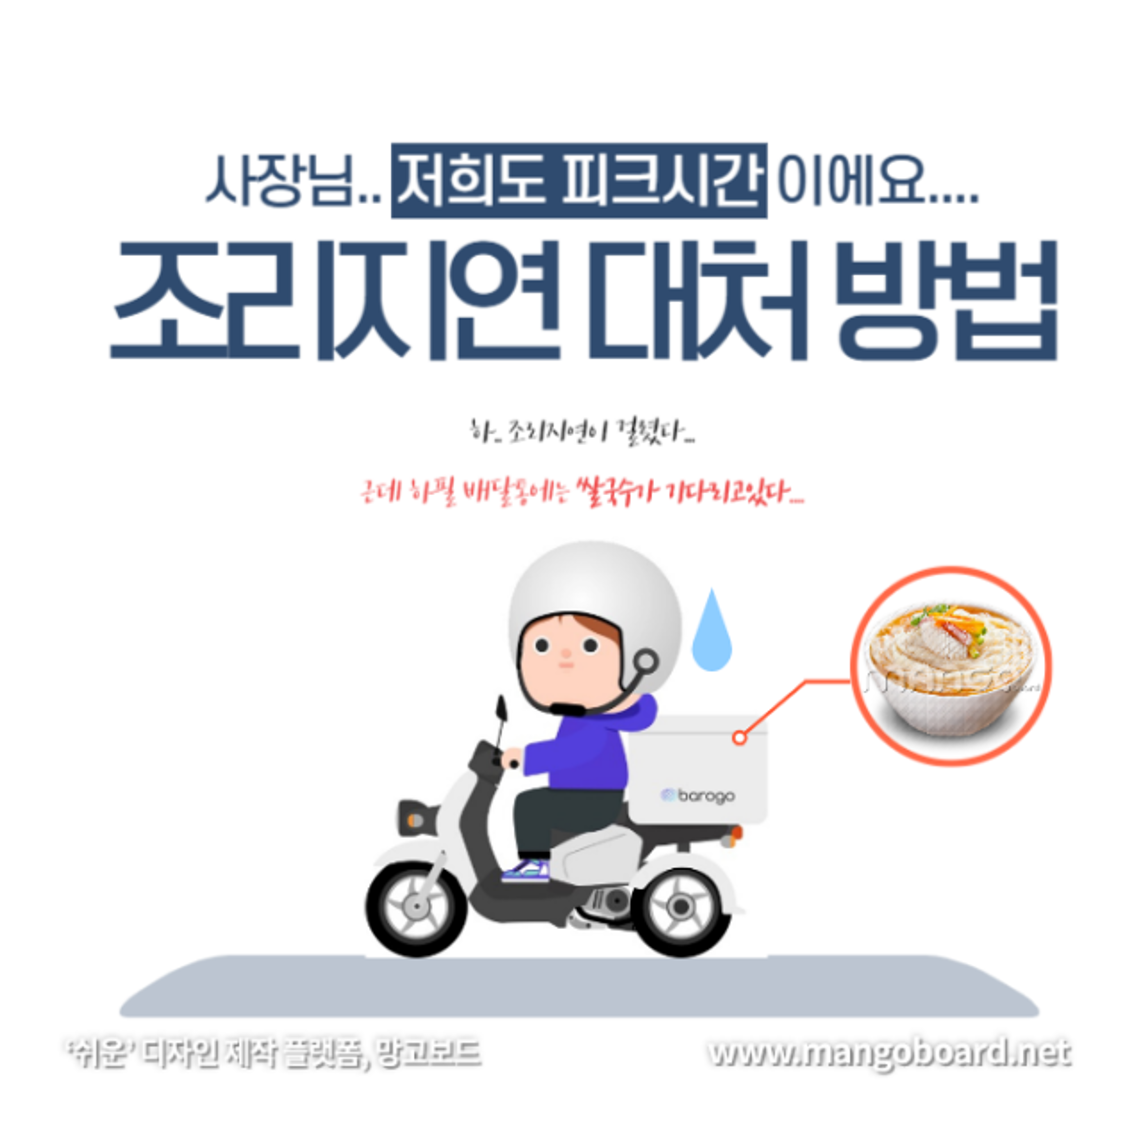 사장님.. 저희도 피크시간 이에요....
조리지연 대처 방법
하.. 조리지연이 걸렸다...
근데 하필 배달통에는 쌀국수가 기다리고있다....
barogo
‘쉬운’ 디자인 제작 플랫폼, 망고보드
www.mangoboard.net